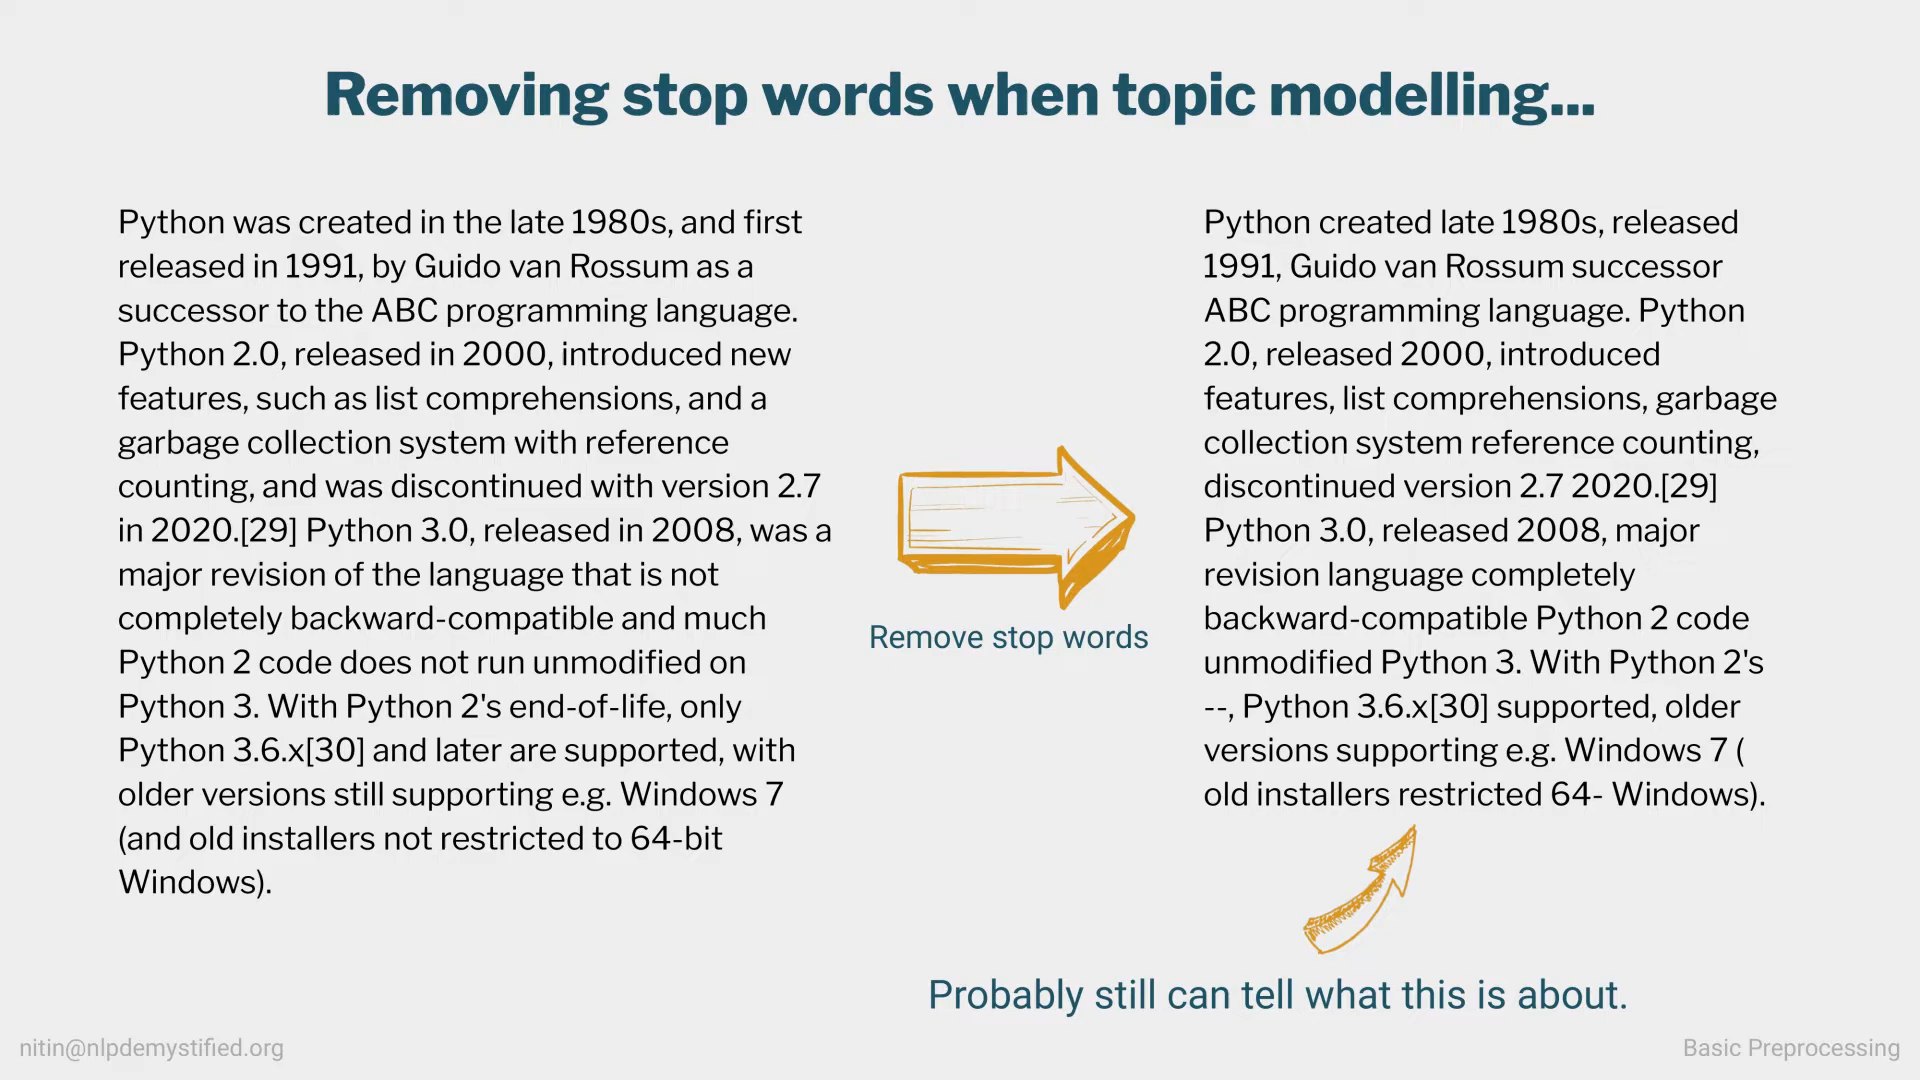 Removing stop words when topic modelling...
Python was created in the late 1980s, and first
released in 1991, by Guido van Rossum as a
successor to the ABC programming language.
Python 2.0, released in 2000, introduced new
features, such as list comprehensions, and a
garbage collection system with reference
counting, and was discontinued with version 2.7
in 2020.[29] Python 3.0, released in 2008, was a
major revision of the language that is not
completely backward-compatible and much
Python 2 code does not run unmodified on
Python 3. With Python 2's end-of-life, only
Python 3.6.x[30] and later are supported, with
older versions still supporting e.g. Windows 7
(and old installers not restricted to 64-bit
Windows).
Remove stop words
Python created late 1980s, released
1991, Guido van Rossum successor
ABC programming language. Python
2.0, released 2000, introduced
features, list comprehensions, garbage
collection system reference counting,
discontinued version 2.7 2020.[29]
Python 3.0, released 2008, major
revision language completely
backward-compatible Python 2 code
unmodified Python 3. With Python 2's
--, Python 3.6.x[30] supported, older
versions supporting e.g. Windows 7 (
old installers restricted 64- Windows).
Probably still can tell what this is about.
nitin@nlpdemystified.org
Basic Preprocessing